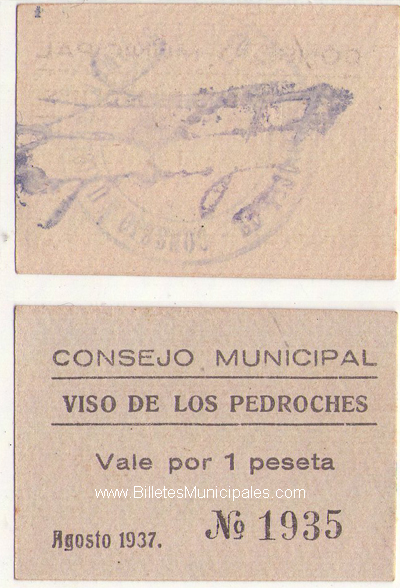 CONSEJO MUNICIPAL
VISO DE LOS PEDROCHES
Vale por 1 peseta
www.BilletesMunicipales.com
Agosto 1937.
№ 1935